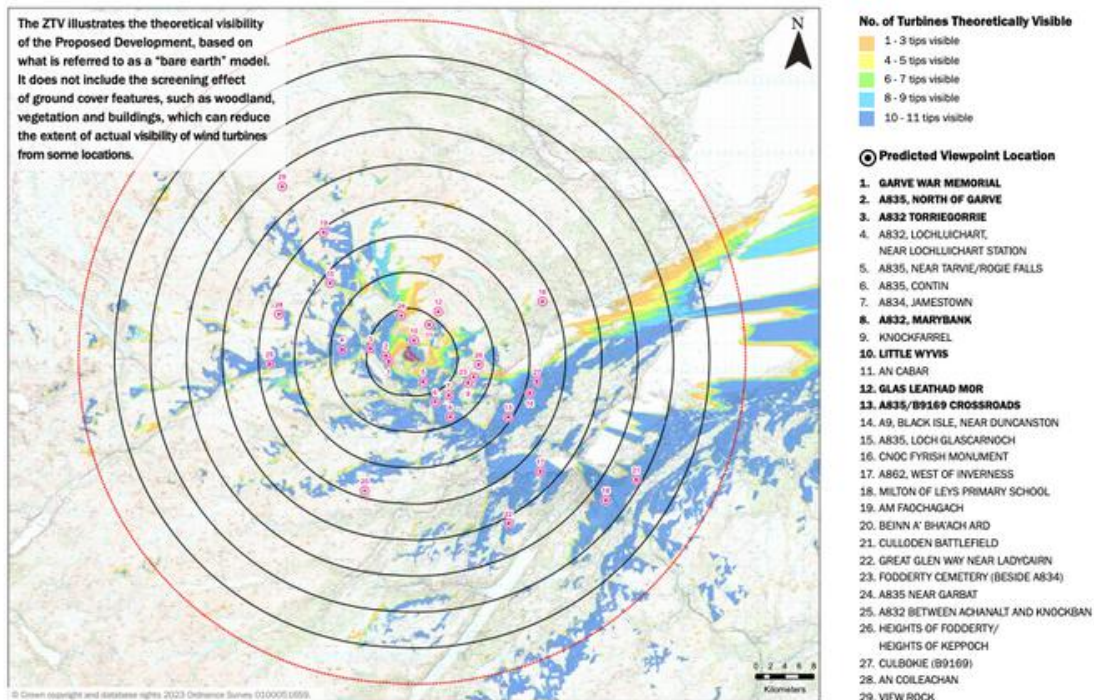 The ZTV illustrates the theoretical visibility
of the Proposed Development, based on
what is referred to as a "bare earth" model.
It does not include the screening effect
of ground cover features, such as woodland,
vegetation and buildings, which can reduce
the extent of actual visibility of wind turbines
from some locations.
N
0 2 4 6 8
Kilometers
© Crown copyright and database rights 2023 Ordnance Survey 0100051659.
No. of Turbines Theoretically Visible
1 - 3 tips visible
4 - 5 tips visible
6 - 7 tips visible
8 - 9 tips visible
10 - 11 tips visible
Predicted Viewpoint Location
1. GARVE WAR MEMORIAL
2. A835, NORTH OF GARVE
3. A832 TORRIEGORRIE
4. A832, LOCHLUICHART,
NEAR LOCHLUICHART STATION
5. A835, NEAR TARVIE/ROGIE FALLS
6. A835, CONTIN
7. A834, JAMESTOWN
8. A832, MARYBANK
9. KNOCKFARREL
10. LITTLE WYVIS
11. AN CABAR
12. GLAS LEATHAD MOR
13. A835/B9169 CROSSROADS
14. A9, BLACK ISLE, NEAR DUNCANSTON
15. A835, LOCH GLASCARNOCH
16. CNOC FYRISH MONUMENT
17. A862, WEST OF INVERNESS
18. MILTON OF LEYS PRIMARY SCHOOL
19. AM FAOCHAGACH
20. BEINN A' BHA'ACH ARD
21. CULLODEN BATTLEFIELD
22. GREAT GLEN WAY NEAR LADYCAIRN
23. FODDERTY CEMETERY (BESIDE A834)
24. A835 NEAR GARBAT
25. A832 BETWEEN ACHANALT AND KNOCKBAN
26. HEIGHTS OF FODDERTY/
HEIGHTS OF KEPPOCH
27. CULBOKIE (B9169)
28. AN COILEACHAN
29. VIEW ROCK